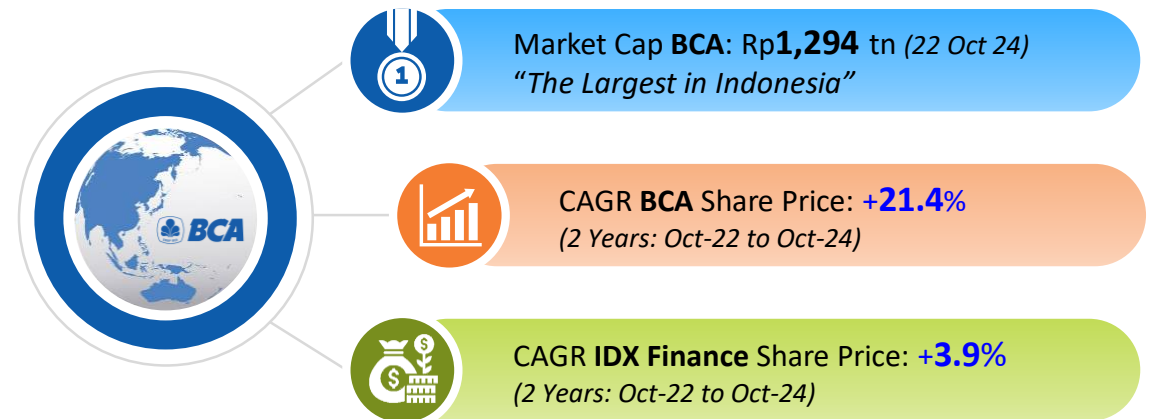 Market Cap BCA: Rp1,294 tn (22 Oct 24)
“The Largest in Indonesia”
1
BCA
CAGR BCA Share Price: +21.4%
(2 Years: Oct-22 to Oct-24)
CAGR IDX Finance Share Price: +3.9%
(2 Years: Oct-22 to Oct-24)
$
$